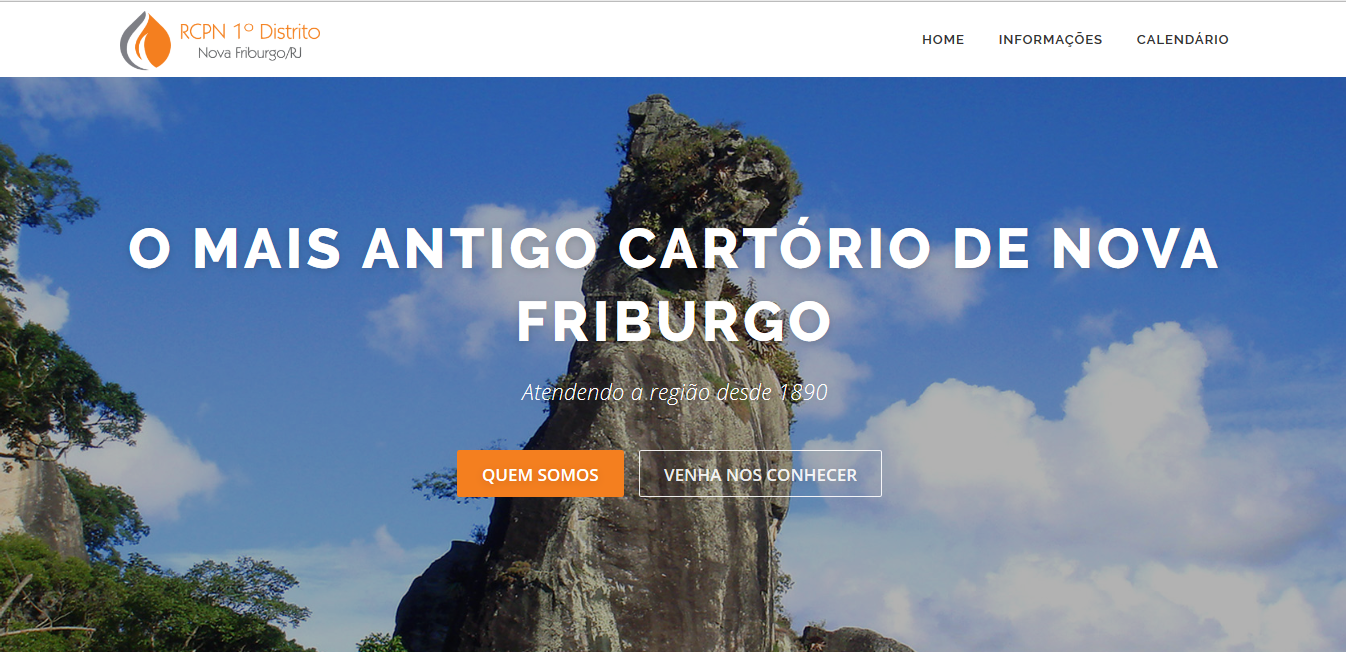 RCPN 1º Distrito
Nova Friburgo/RJ
HOME
INFORMAÇÕES
CALENDÁRIO
O MAIS ANTIGO CARTÓRIO DE NOVA
FRIBURGO
Atendendo a região desde 1890
QUEM SOMOS
VENHA NOS CONHECER